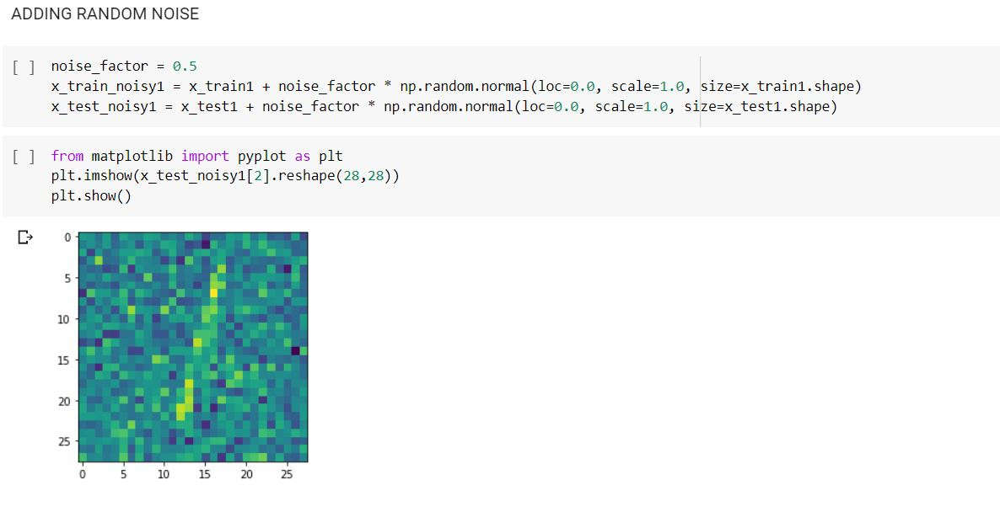 ADDING RANDOM NOISE
[ ] noise_factor = 0.5
x_train_noisy1 = x_train1 + noise_factor * np.random.normal(loc=0.0, scale=1.0, size=x_train1.shape)
x_test_noisy1 = x_test1 + noise_factor * np.random.normal(loc=0.0, scale=1.0, size=x_test1.shape)
[ ] from matplotlib import pyplot as plt
plt.imshow(x_test_noisy1[2].reshape(28,28))
plt.show()
0
5
10
15
20
25
0 5 10 15 20 25